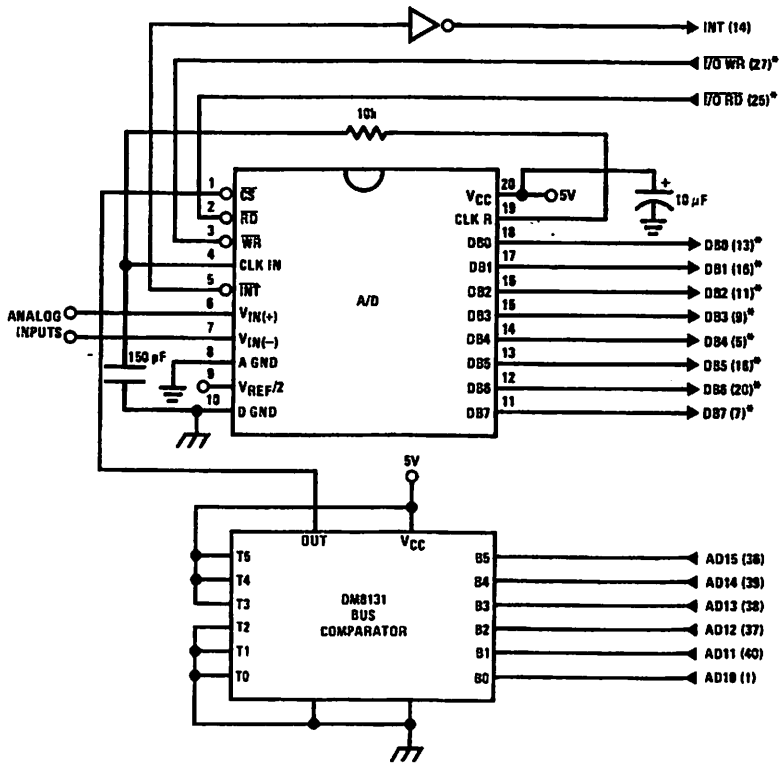 INT (14)
I/O WR (27)*
I/O RD (25)*
10k
1 CS
2 RD
3 WR
4 CLK IN
5 INT
6 VIN(+)
7 VIN(–)
8 A GND
9 VREF/2
10 D GND
A/D
VCC 20
5V
+
10 µF
CLK R 19
DB0 18
DB1 17
DB2 16
DB3 15
DB4 14
DB5 13
DB6 12
DB7 11
DB0 (13)*
DB1 (16)*
DB2 (11)*
DB3 (9)*
DB4 (5)*
DB5 (18)*
DB6 (20)*
DB7 (7)*
ANALOG
INPUTS
150 pF
5V
OUT
VCC
T5
T4
T3
T2
T1
T0
DM8131
BUS
COMPARATOR
B5
B4
B3
B2
B1
B0
AD15 (36)
AD14 (39)
AD13 (38)
AD12 (37)
AD11 (40)
AD10 (1)